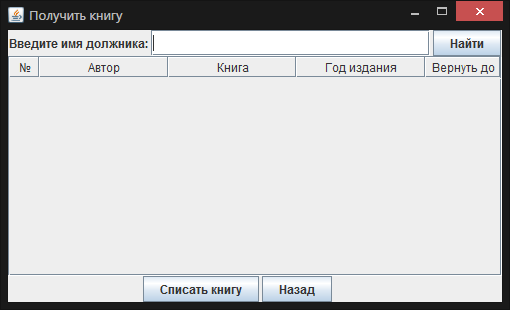 Получить книгу
Введите имя должника: Найти
№ Автор Книга Год издания Вернуть до
Списать книгу Назад